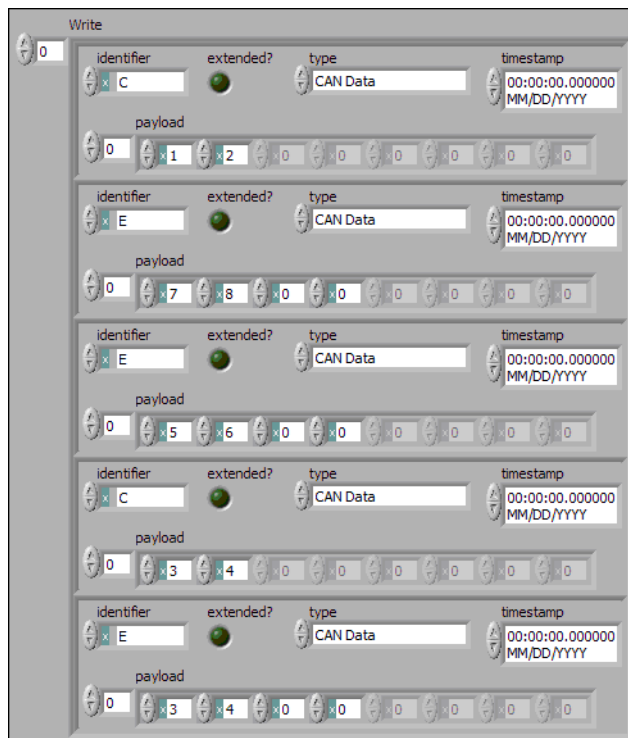 Write
0
identifier extended? type timestamp
x C CAN Data 00:00:00.000000
MM/DD/YYYY
payload
0 x 1 x 2 x 0 x 0 x 0 x 0 x 0 x 0
identifier extended? type timestamp
x E CAN Data 00:00:00.000000
MM/DD/YYYY
payload
0 x 7 x 8 x 0 x 0 x 0 x 0 x 0 x 0
identifier extended? type timestamp
x E CAN Data 00:00:00.000000
MM/DD/YYYY
payload
0 x 5 x 6 x 0 x 0 x 0 x 0 x 0 x 0
identifier extended? type timestamp
x C CAN Data 00:00:00.000000
MM/DD/YYYY
payload
0 x 3 x 4 x 0 x 0 x 0 x 0 x 0 x 0
identifier extended? type timestamp
x E CAN Data 00:00:00.000000
MM/DD/YYYY
payload
0 x 3 x 4 x 0 x 0 x 0 x 0 x 0 x 0